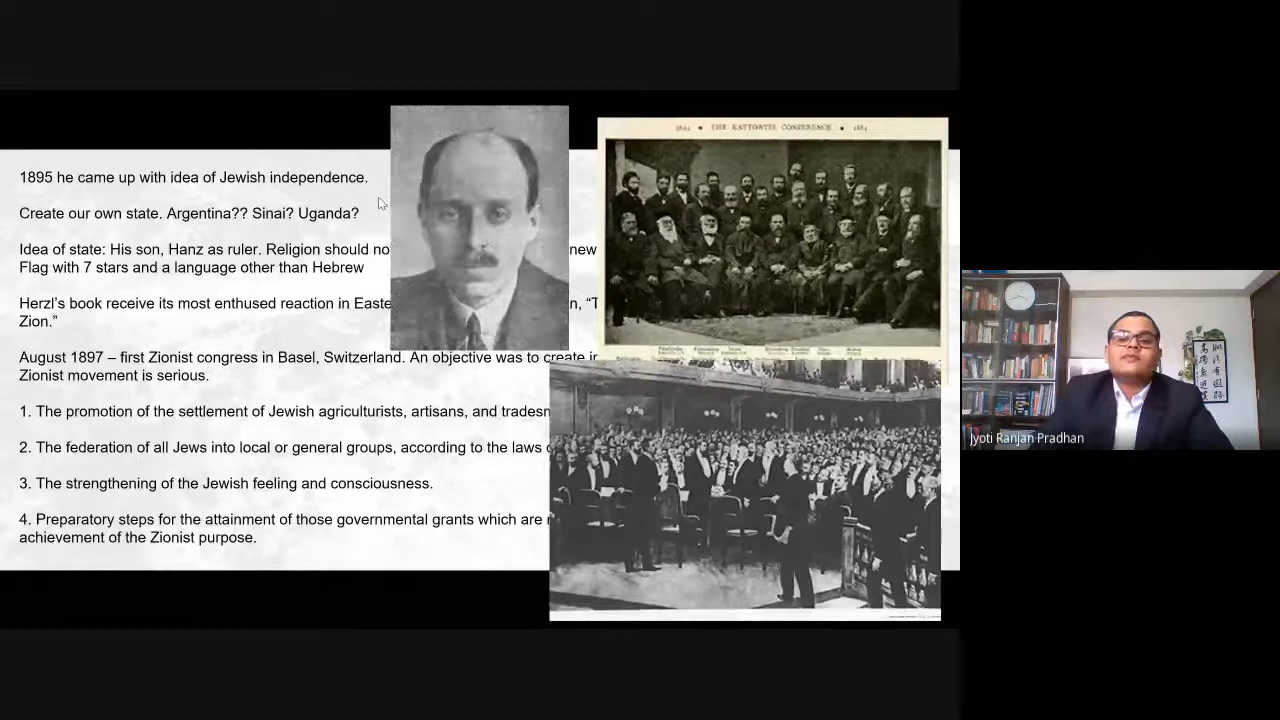 1895 he came up with idea of Jewish independence.
Create our own state. Argentina?? Sinai? Uganda?
Idea of state: His son, Hanz as ruler. Religion should no
new
Flag with 7 stars and a language other than Hebrew
Herzl's book receive its most enthused reaction in Easte
n, "T
Zion."
August 1897 – first Zionist congress in Basel, Switzerland. An objective was to create in
Zionist movement is serious.
1. The promotion of the settlement of Jewish agriculturists, artisans, and tradesm
2. The federation of all Jews into local or general groups, according to the laws
3. The strengthening of the Jewish feeling and consciousness.
4. Preparatory steps for the attainment of those governmental grants which are
achievement of the Zionist purpose.
THE KATTOWITZ CONFERENCE • 1884
Jyoti Ranjan Pradhan